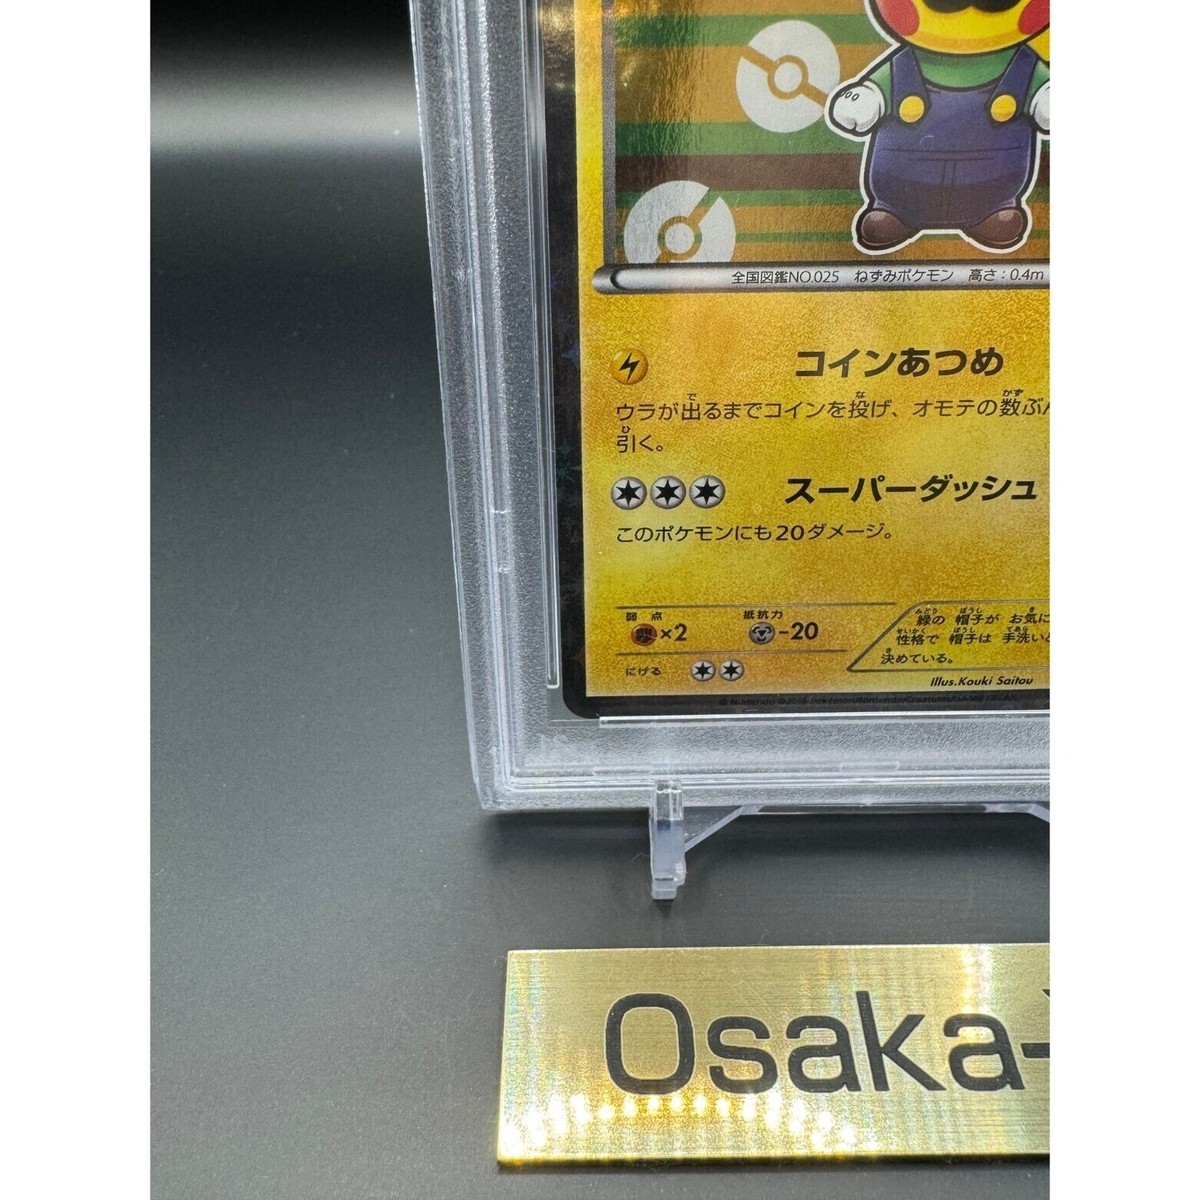 全国図鑑NO.025 ねずみポケモン 高さ：0.4m
コインあつめ
ウラが出るまでコインを投げ、オモテの数ぶん
引く。
スーパーダッシュ
このポケモンにも20ダメージ。
弱点 抵抗力
×2 -20
にげる
緑の帽子がお気に
性格で帽子は手洗いと
決めている。
Illus.Kouki Saitou
Osaka-